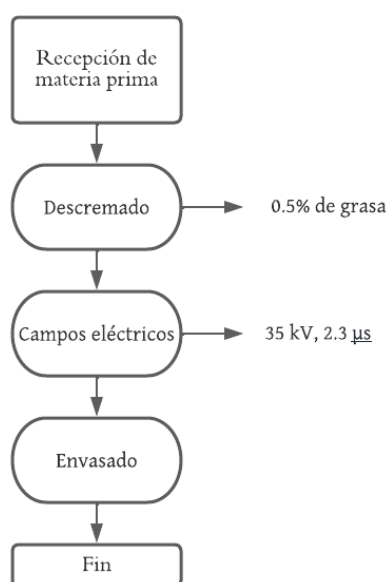 Recepción de
materia prima
Descremado
0.5% de grasa
Campos eléctricos
35 kV, 2.3 µs
Envasado
Fin